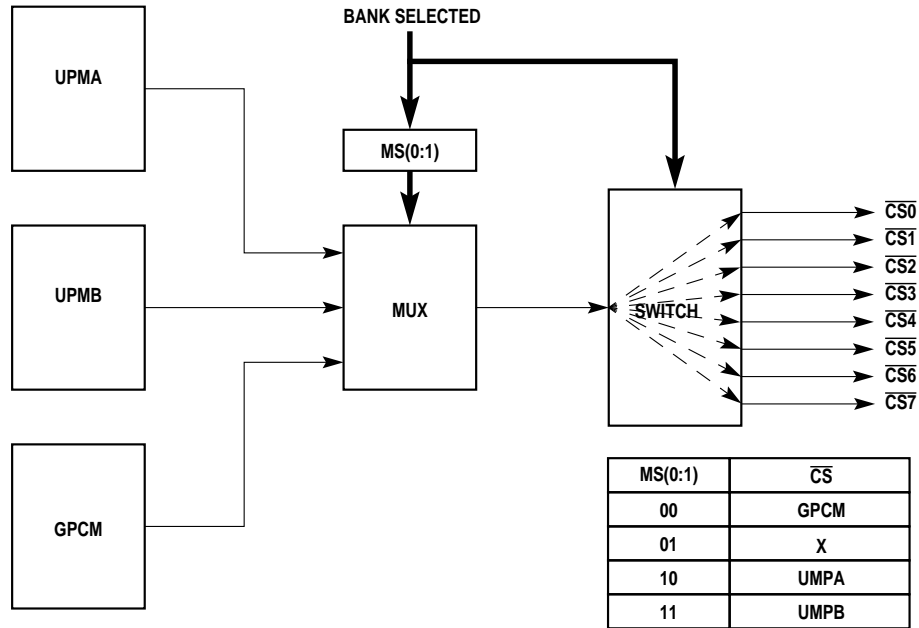 BANK SELECTED
UPMA
MS(0:1)
UPMB
MUX
SWITCH
GPCM
CS0
CS1
CS2
CS3
CS4
CS5
CS6
CS7
MS(0:1) CS
00 GPCM
01 X
10 UMPA
11 UMPB